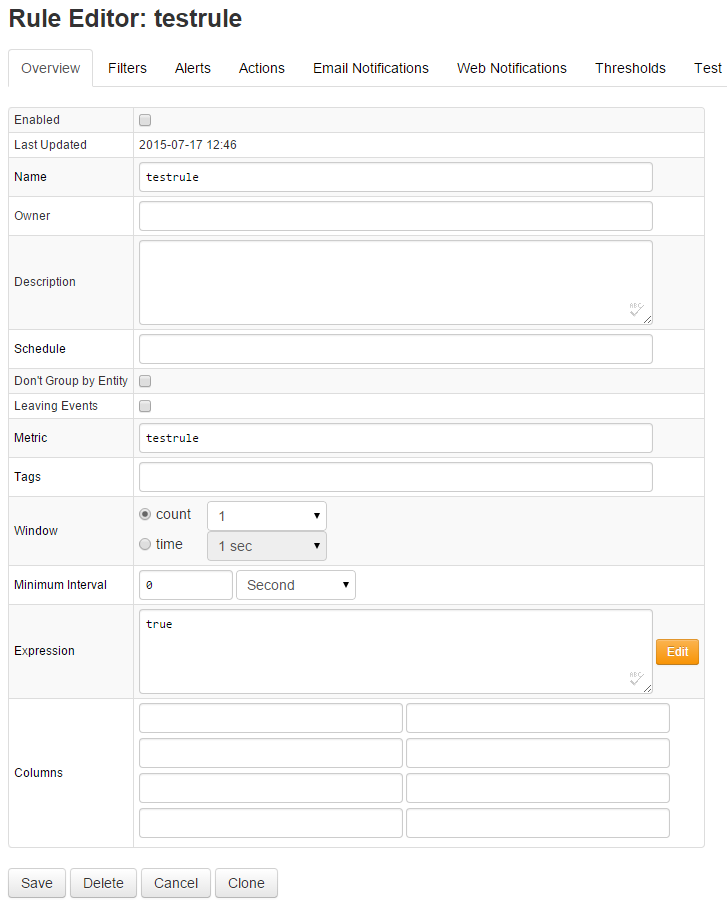 Rule Editor: testrule
Overview Filters Alerts Actions Email Notifications Web Notifications Thresholds Test
Enabled
Last Updated 2015-07-17 12:46
Name testrule
Owner
Description
ABC
Schedule
Don't Group by Entity
Leaving Events
Metric testrule
Tags
Window count 1
time 1 sec
Minimum Interval 0 Second
Expression true Edit
ABC
Columns
Save Delete Cancel Clone